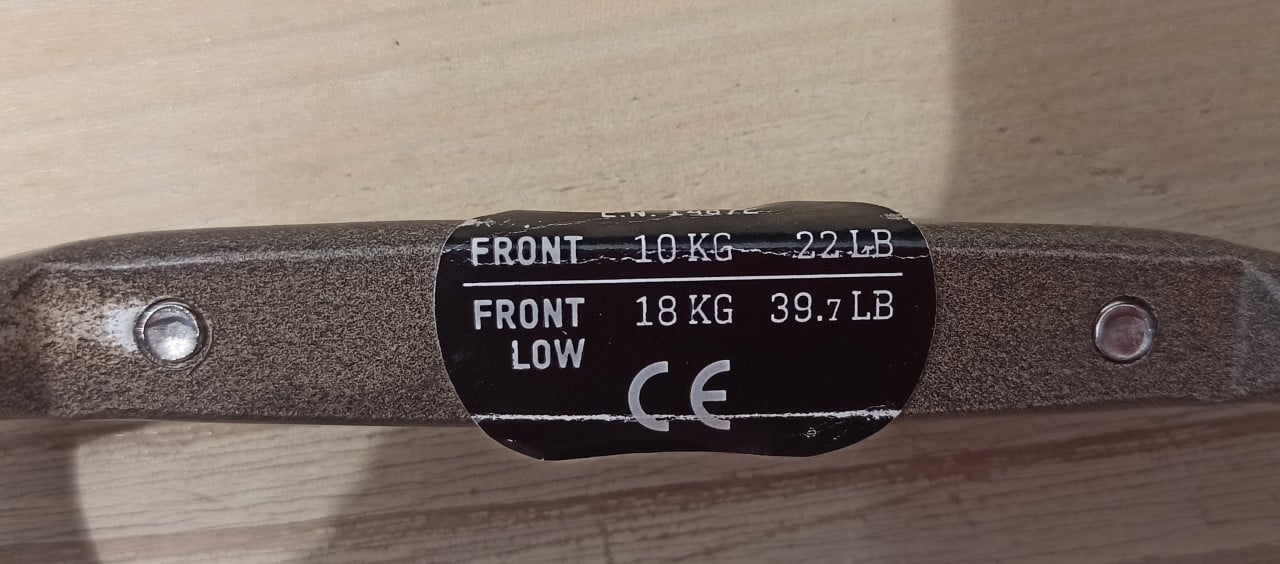 FRONT 10 KG 22 LB
FRONT 18 KG 39.7 LB
LOW
CE